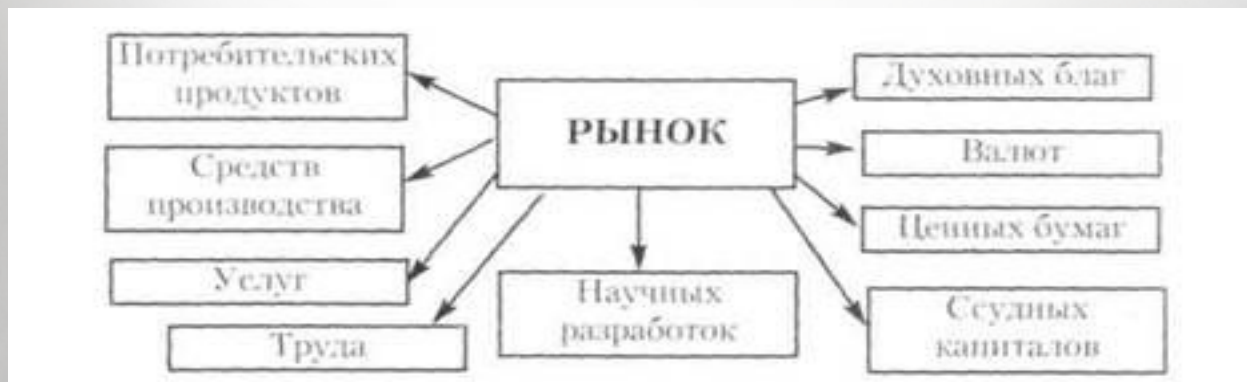 Потребительских
продуктов
Средств
производства
Услуг
Труда
РЫНОК
Научных
разработок
Духовных благ
Валют
Ценных бумаг
Ссудных
капиталов